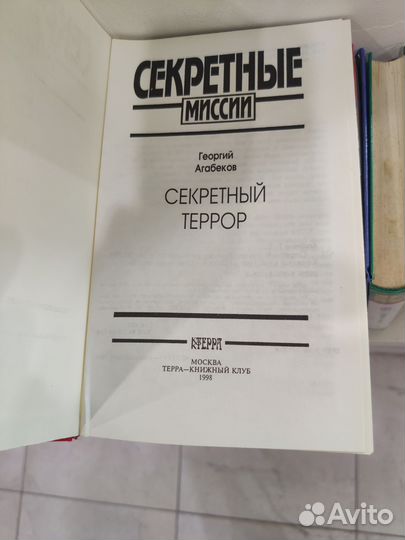 СЕКРЕТНЫЕ
МИССИИ
Георгий
Агабеков
СЕКРЕТНЫЙ
ТЕРРОР
ТЕРРА
МОСКВА
ТЕРРА—КНИЖНЫЙ КЛУБ
1998
Avito